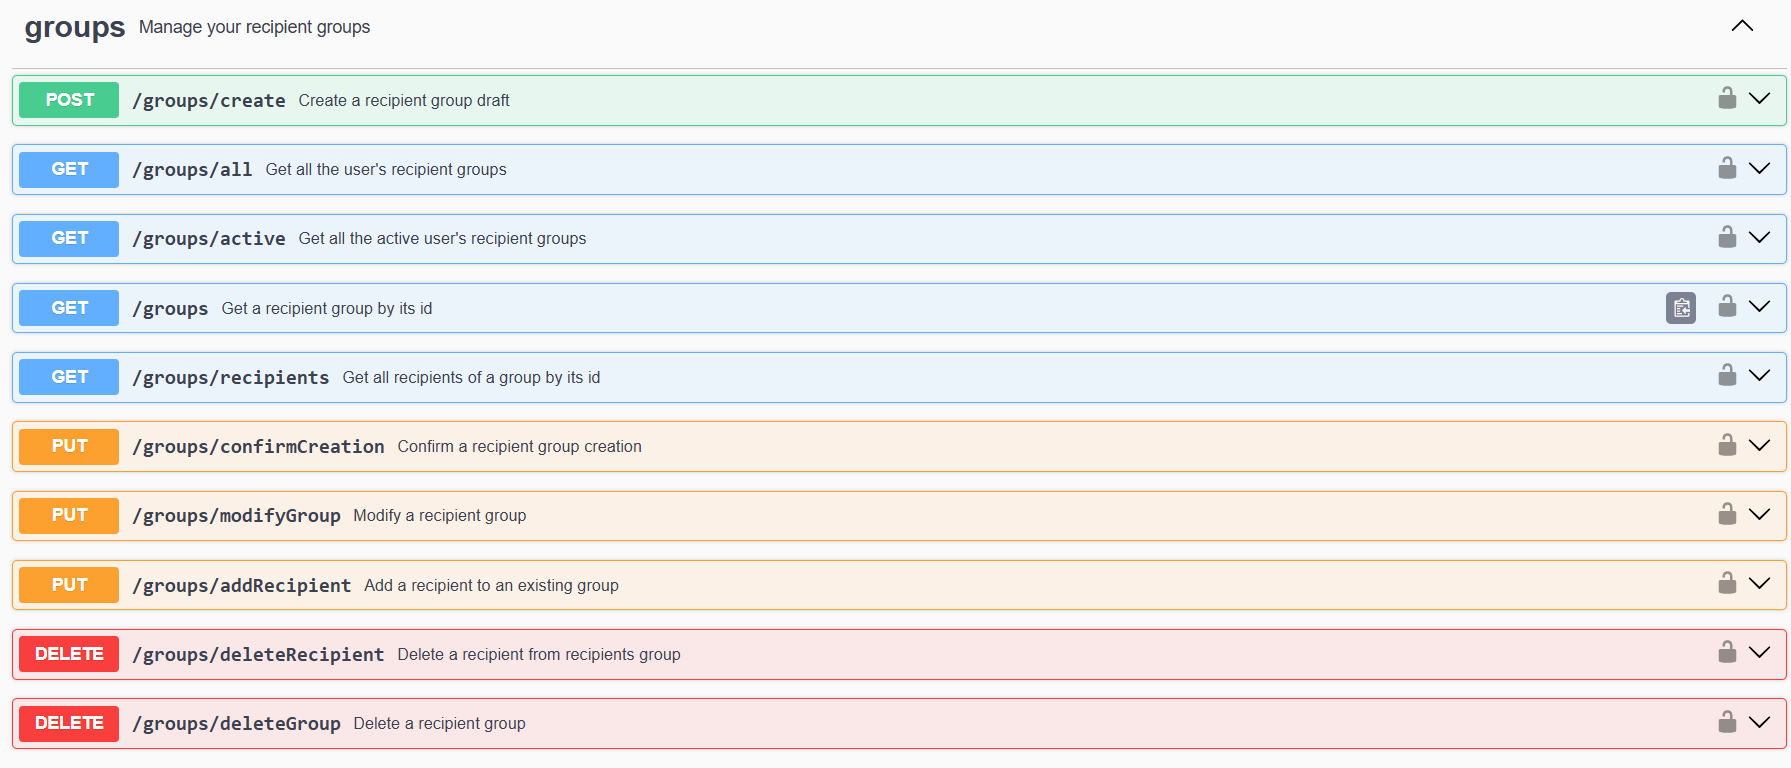 groups Manage your recipient groups
POST /groups/create Create a recipient group draft
GET /groups/all Get all the user's recipient groups
GET /groups/active Get all the active user's recipient groups
GET /groups Get a recipient group by its id
GET /groups/recipients Get all recipients of a group by its id
PUT /groups/confirmCreation Confirm a recipient group creation
PUT /groups/modifyGroup Modify a recipient group
PUT /groups/addRecipient Add a recipient to an existing group
DELETE /groups/deleteRecipient Delete a recipient from recipients group
DELETE /groups/deleteGroup Delete a recipient group